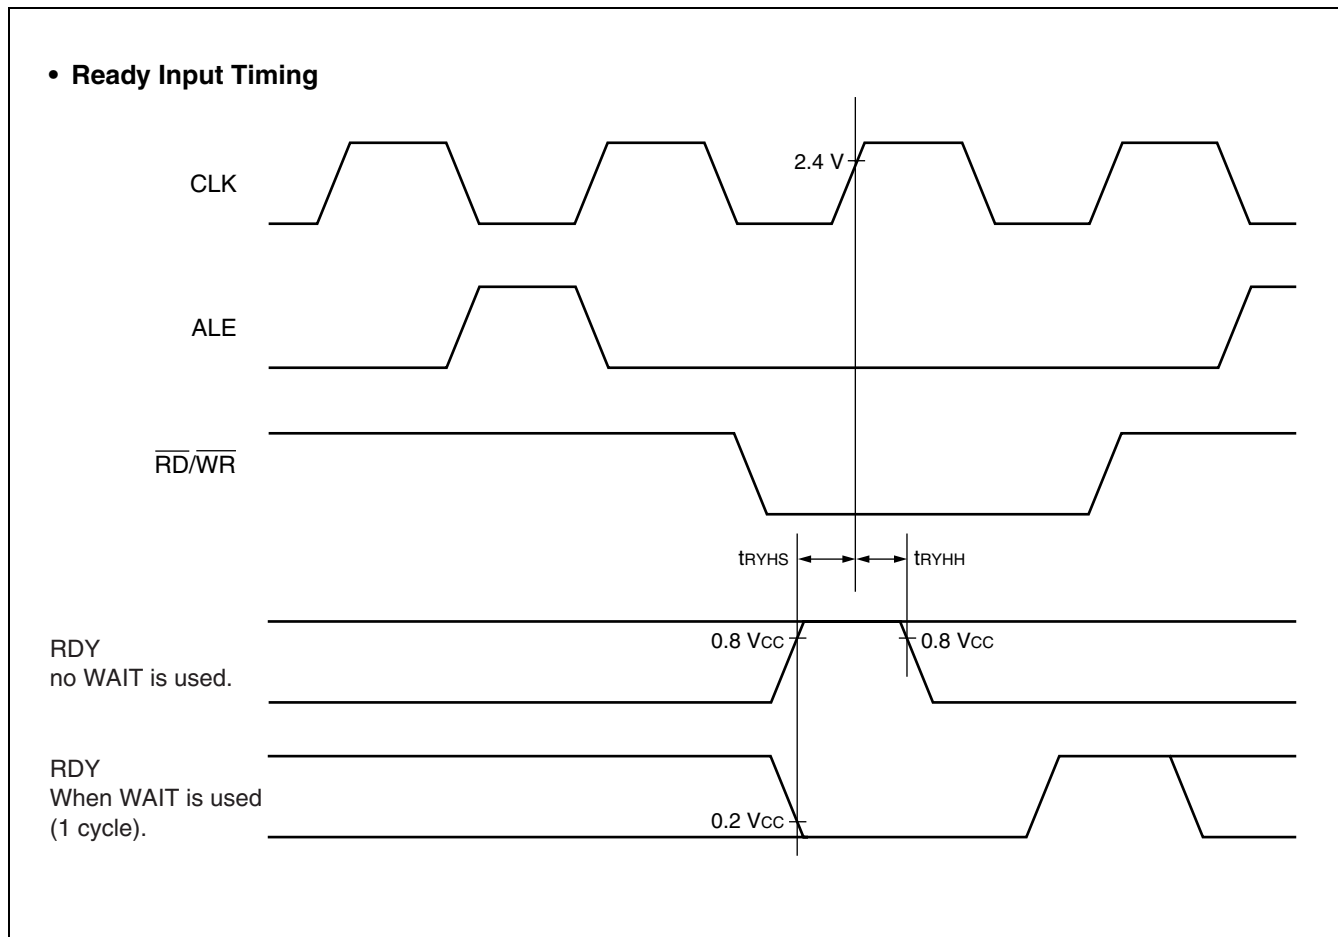 • Ready Input Timing
2.4 V
CLK
ALE
RD/WR
tRYHS
tRYHH
RDY
no WAIT is used.
0.8 VCC
0.8 VCC
RDY
When WAIT is used
(1 cycle).
0.2 VCC